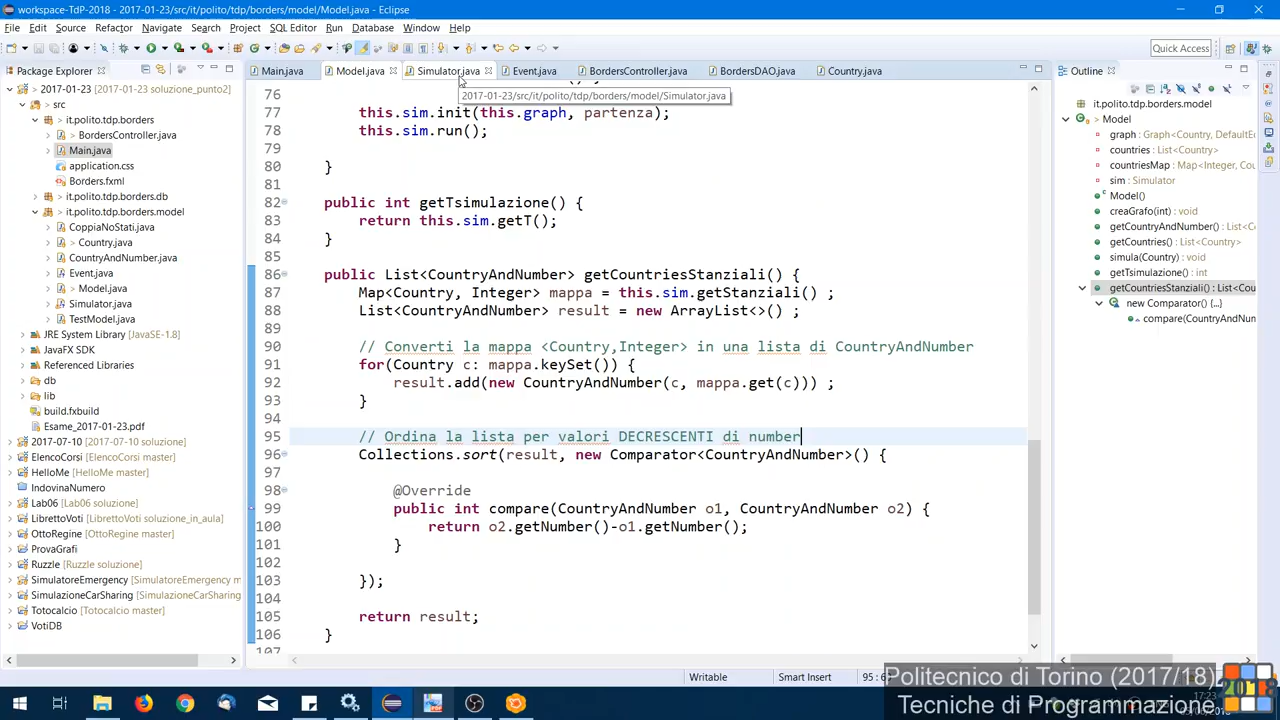 workspace-TdP-2018 - 2017-01-23/src/it/polito/tdp/borders/model/Model.java - Eclipse
File Edit Source Refactor Navigate Search Project SQL Editor Run Database Window Help
Quick Access
Package Explorer
2017-01-23 (2017-01-23 soluzione_punto2)
src
it.polito.tdp.borders
> BordersController.java
Main.java
application.css
Borders.fxml
> it.polito.tdp.borders.db
> it.polito.tdp.borders.model
CoppiaNoStati.java
> Country.java
CountryAndNumber.java
Event.java
> Model.java
Simulator.java
TestModel.java
JRE System Library [JavaSE-1.8]
JavaFX SDK
Referenced Libraries
db
lib
build.fxbuild
Esame_2017-01-23.pdf
2017-07-10 (2017-07-10 soluzione)
ElencoCorsi (ElencoCorsi master)
HelloMe (HelloMe soluzione)
IndovinaNumero
Lab06 (Lab06 soluzione)
LibrettoVoti (LibrettoVoti soluzione_in_aula)
OttoRegine (OttoRegine master)
ProvaGrafi
Ruzzle (Ruzzle soluzione)
SimulatoreEmergency (SimulatoreEmergency m
SimulazioneCarSharing (SimulazioneCarSharing
Totocalcio (Totocalcio master)
VotiDB
Main.java Model.java Simulator.java Event.java BordersController.java BordersDAO.java Country.java
2017-01-23/src/it/polito/tdp/borders/model/Simulator.java
76
77 this.sim.init(this.graph, partenza);
78 this.sim.run();
79
80 }
81
82 public int getTsimulazione() {
83 return this.sim.getT();
84 }
85
86 public List<CountryAndNumber> getCountriesStanziali() {
87 Map<Country, Integer> mappa = this.sim.getStanziali() ;
88 List<CountryAndNumber> result = new ArrayList<>() ;
89
90 // Converti la mappa <Country,Integer> in una lista di CountryAndNumber
91 for(Country c: mappa.keySet()) {
92 result.add(new CountryAndNumber(c, mappa.get(c))) ;
93 }
94
95 // Ordina la lista per valori DECRESCENTI di number
96 Collections.sort(result, new Comparator<CountryAndNumber>() {
97
98 @Override
99 public int compare(CountryAndNumber o1, CountryAndNumber o2) {
100 return o2.getNumber()-o1.getNumber();
101 }
102
103 });
104
105 return result;
106 }
107
Outline
it.polito.tdp.borders.model
Model
graph : Graph<Country, DefaultE
countries : List<Country>
countriesMap : Map<Integer, Cou
sim : Simulator
Model()
creaGrafo(int) : void
getCountryAndNumber() : List<C
getCountries() : List<Country>
simula(Country) : void
getTsimulazione() : int
getCountriesStanziali() : List<Cou
new Comparator() {...}
compare(CountryAndNun
Writable Smart Insert 95 : 6
Politecnico di Torino (2017/18)
Tecniche di Programmazione
2018
17:23